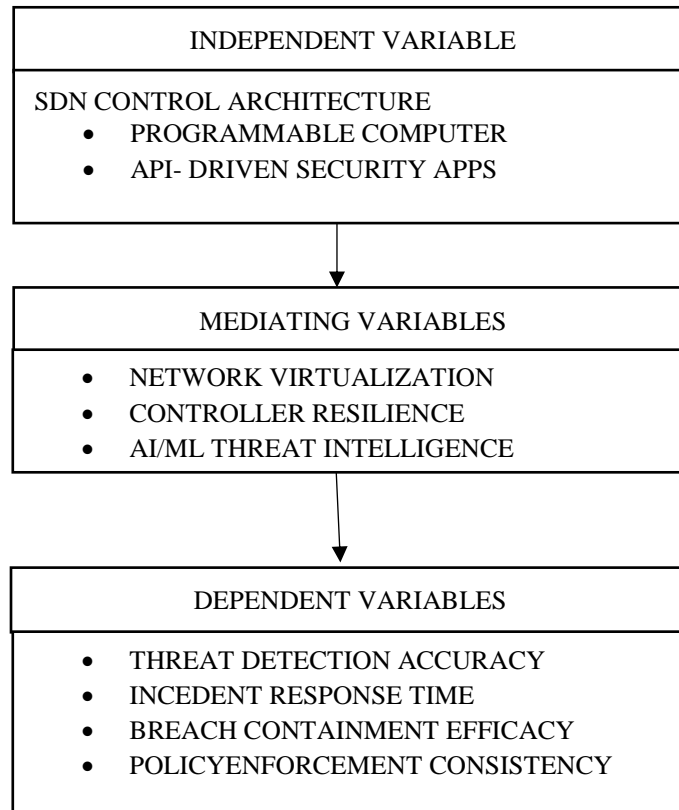 INDEPENDENT VARIABLE
SDN CONTROL ARCHITECTURE
• PROGRAMMABLE COMPUTER
• API- DRIVEN SECURITY APPS
MEDIATING VARIABLES
• NETWORK VIRTUALIZATION
• CONTROLLER RESILIENCE
• AI/ML THREAT INTELLIGENCE
DEPENDENT VARIABLES
• THREAT DETECTION ACCURACY
• INCEDENT RESPONSE TIME
• BREACH CONTAINMENT EFFICACY
• POLICYENFORCEMENT CONSISTENCY